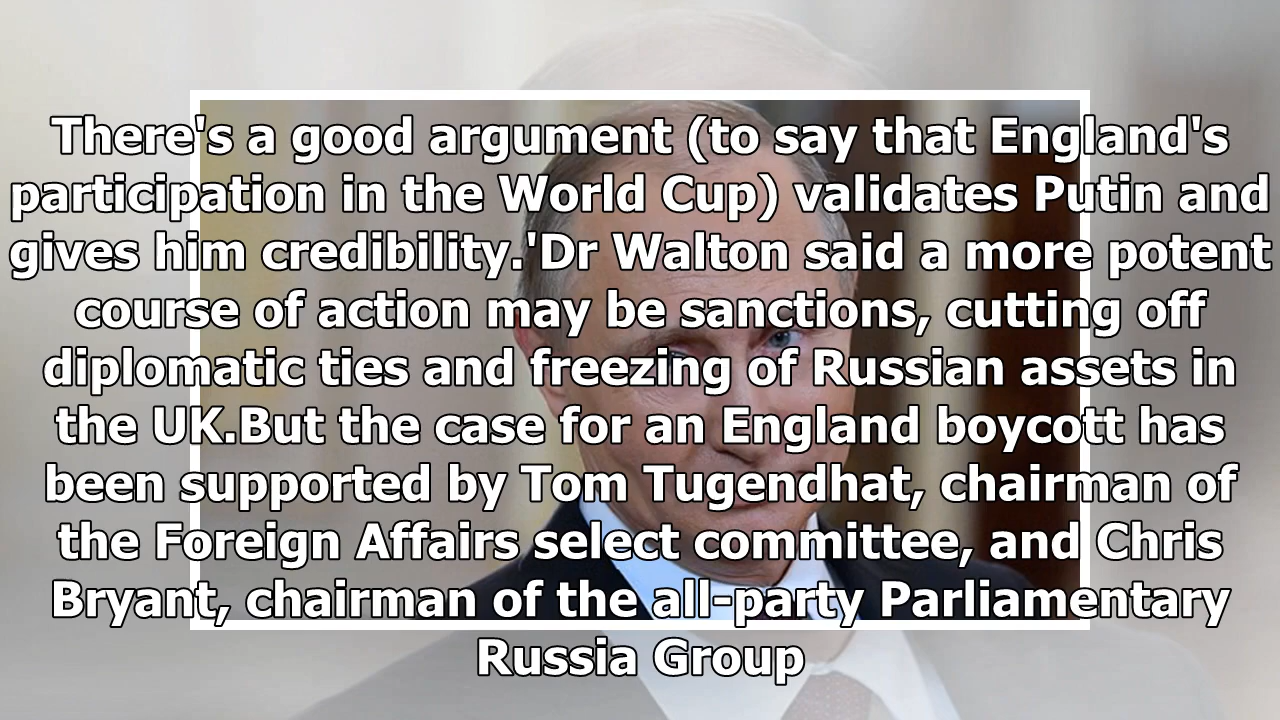 There's a good argument (to say that England's
participation in the World Cup) validates Putin and
gives him credibility.'Dr Walton said a more potent
course of action may be sanctions, cutting off
diplomatic ties and freezing of Russian assets in
the UK.But the case for an England boycott has
been supported by Tom Tugendhat, chairman of
the Foreign Affairs select committee, and Chris
Bryant, chairman of the all-party Parliamentary
Russia Group